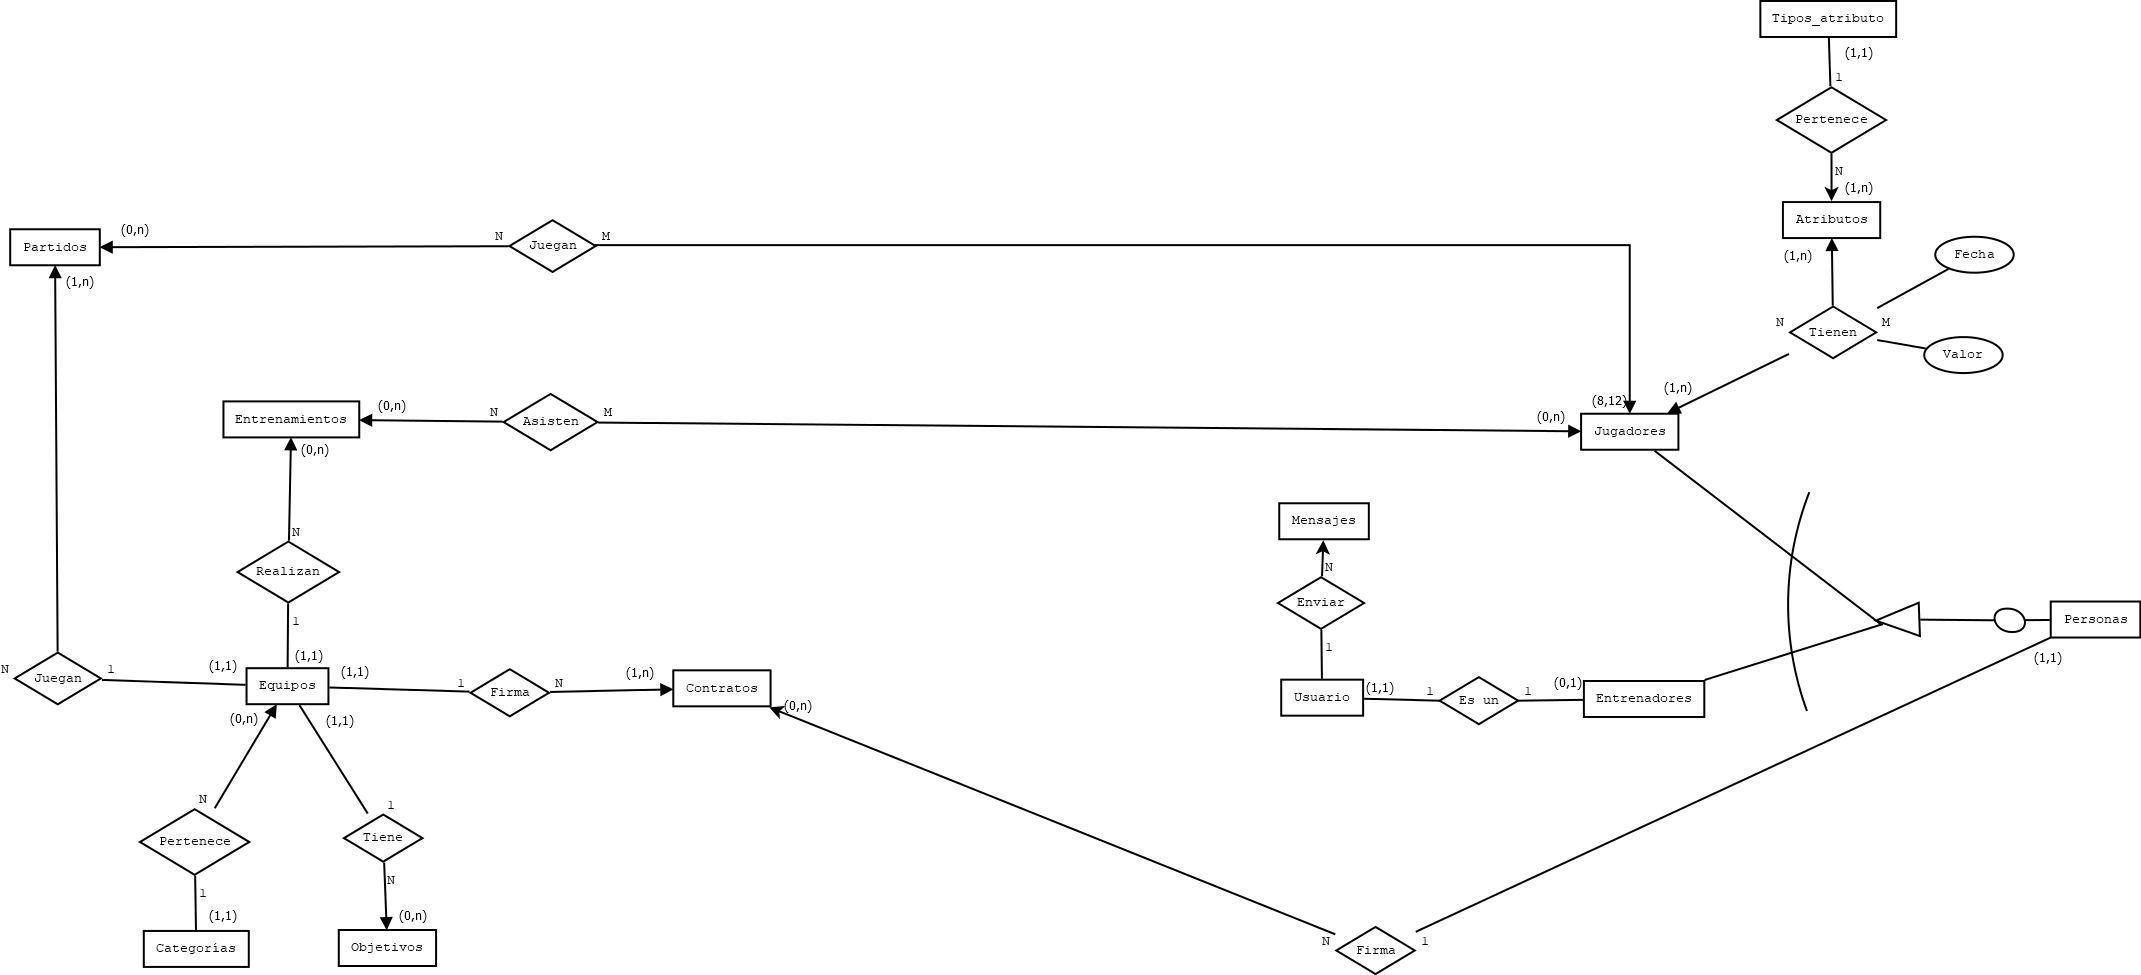 Tipos_atributo
(1,1)
1
Pertenece
N
(1,n)
Atributos
(1,n)
Fecha
N
Tienen
M
Valor
(1,n)
(0,n)
N
Juegan
M
Partidos
(1,n)
(8,12)
(0,n)
Entrenamientos
N
Asisten
M
(0,n)
Jugadores
(0,n)
Mensajes
N
N
Realizan
Enviar
1
1
Personas
(1,1)
(1,1)
N
Juegan
1
(1,1)
Equipos
(1,1)
1
Firma
N
(1,n)
Contratos
(0,n)
Usuario
(1,1)
1
Es un
1
(0,1)
Entrenadores
(0,n)
(1,1)
N
Pertenece
1
(1,1)
Categorías
1
Tiene
N
(0,n)
Objetivos
N
Firma
1